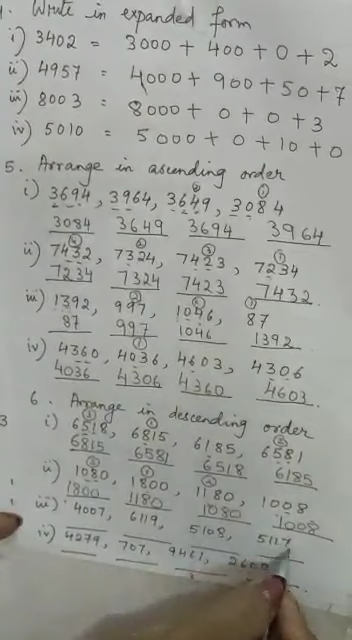 1. Write in expanded form
i) 3402 = 3000 + 400 + 0 + 2
ii) 4957 = 4000 + 900 + 50 + 7
iii) 8003 = 8000 + 0 + 0 + 3
iv) 5010 = 5000 + 0 + 10 + 0
5. Arrange in ascending order
i) 3694, 3964, 3649, 3084
3084 3649 3694 3964
ii) 7432, 7324, 7423, 7234
7234 7324 7423 7432.
iii) 1392, 997, 1046, 87
87 997 1046 1392
iv) 4360, 4036, 4603, 4306
4036 4306 4360 4603.
6. Arrange in descending order
3
i) 6518, 6815, 6185, 6581
6815 6581 6518 6185
ii) 1080, 1800, 1180, 1008
1800 1180 1080 1008
iii) 4007, 6119, 5108, 5117
iv) 4279, 707, 9461,